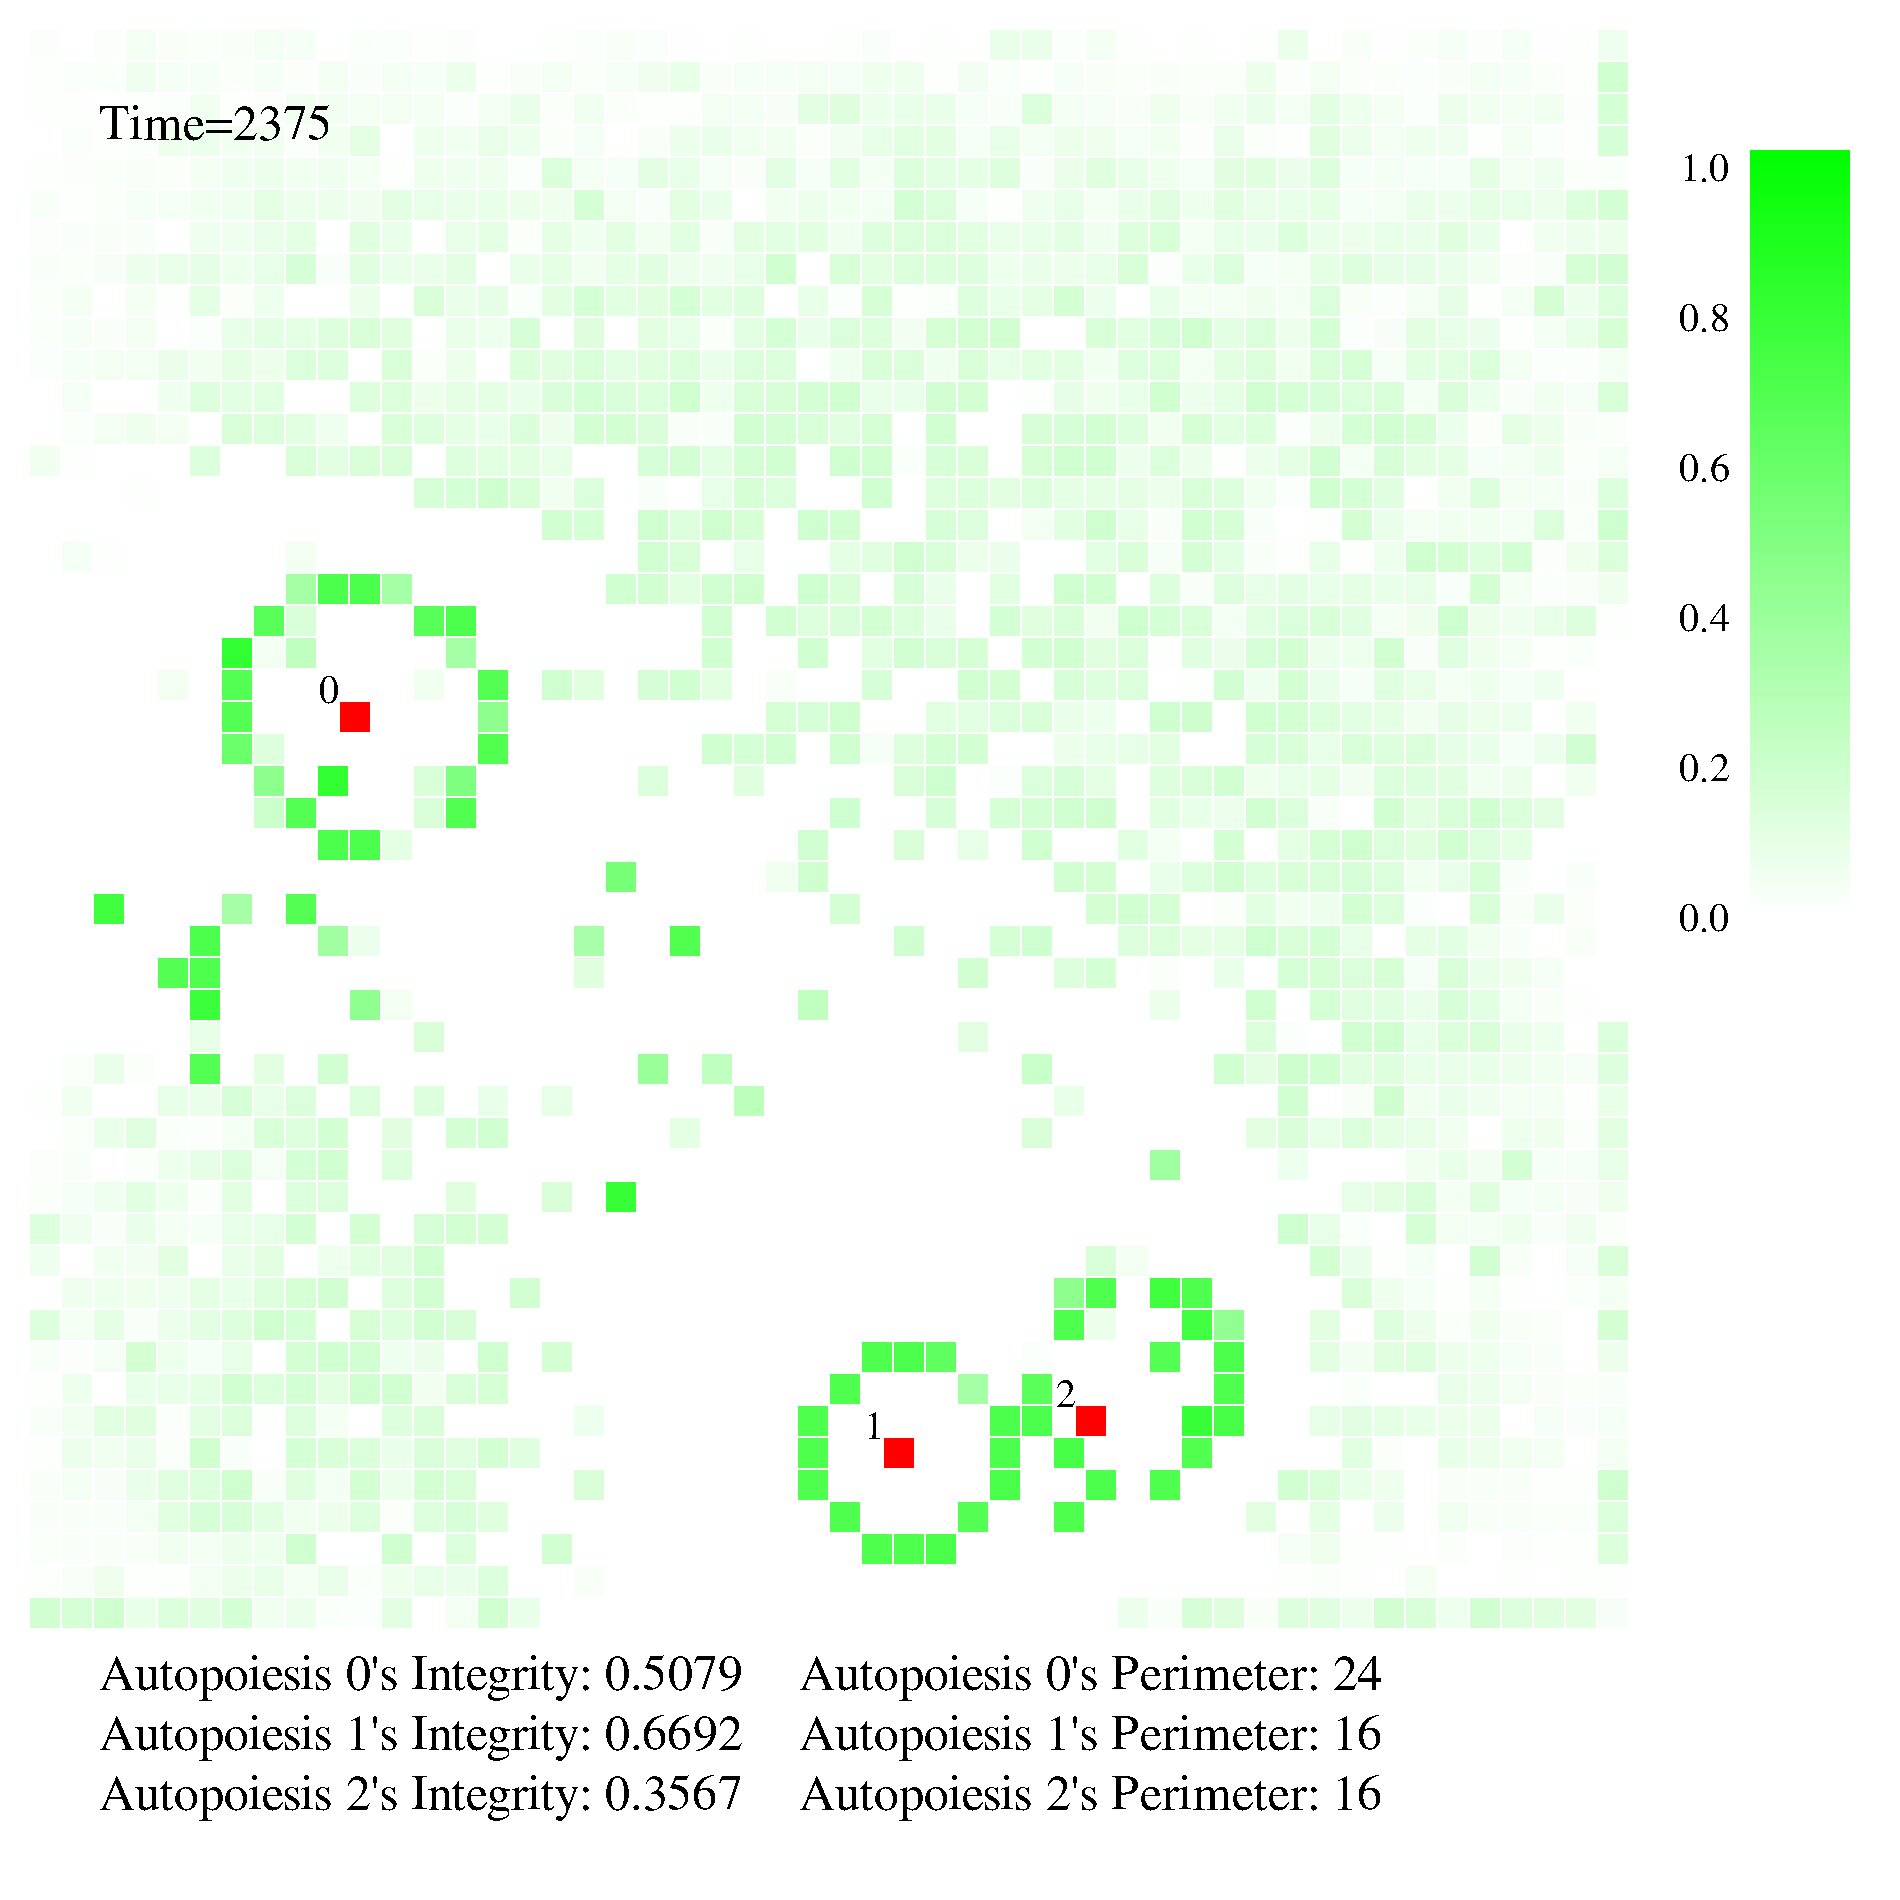 Time=2375
1.0
0.8
0.6
0.4
0.2
0.0
0
2
1
Autopoiesis 0's Integrity: 0.5079 Autopoiesis 0's Perimeter: 24
Autopoiesis 1's Integrity: 0.6692 Autopoiesis 1's Perimeter: 16
Autopoiesis 2's Integrity: 0.3567 Autopoiesis 2's Perimeter: 16